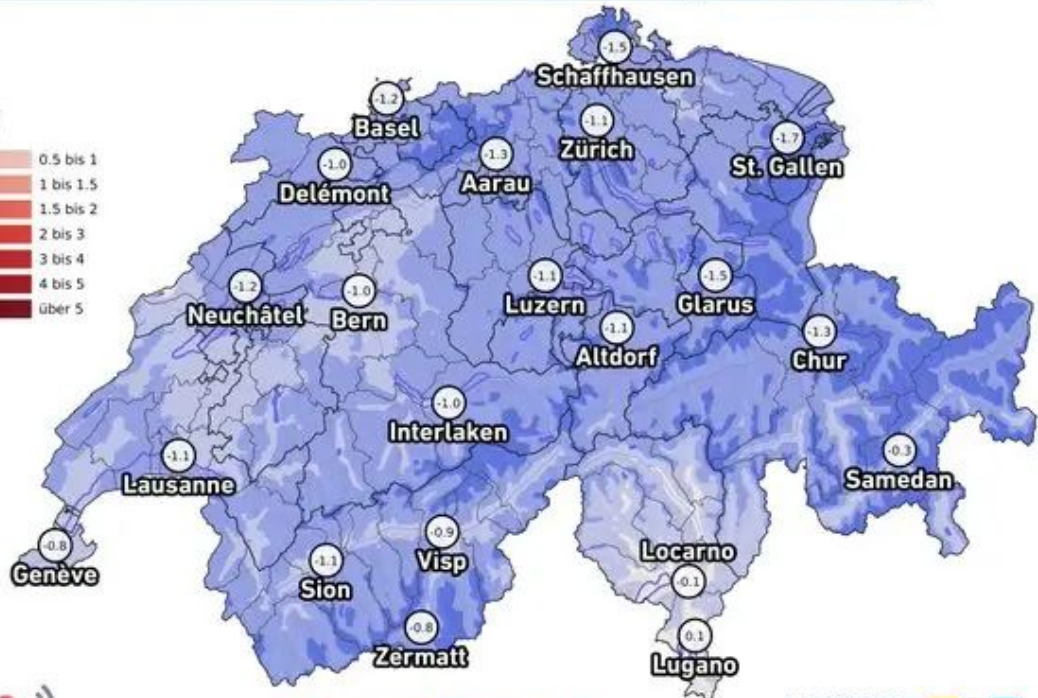 0.5 bis 1
1 bis 1.5
1.5 bis 2
2 bis 3
3 bis 4
4 bis 5
über 5
-1.5
Schaffhausen
-1.2
Basel
-1.1
Zürich
-1.7
St. Gallen
-1.0
Delémont
-1.3
Aarau
-1.2
Neuchâtel
-1.0
Bern
-1.1
Luzern
-1.5
Glarus
-1.1
Altdorf
-1.3
Chur
-1.0
Interlaken
-1.1
Lausanne
-0.3
Samedan
-0.8
Genève
-0.9
Visp
-1.1
Sion
Locarno
-0.1
-0.8
Zermatt
0.1
Lugano